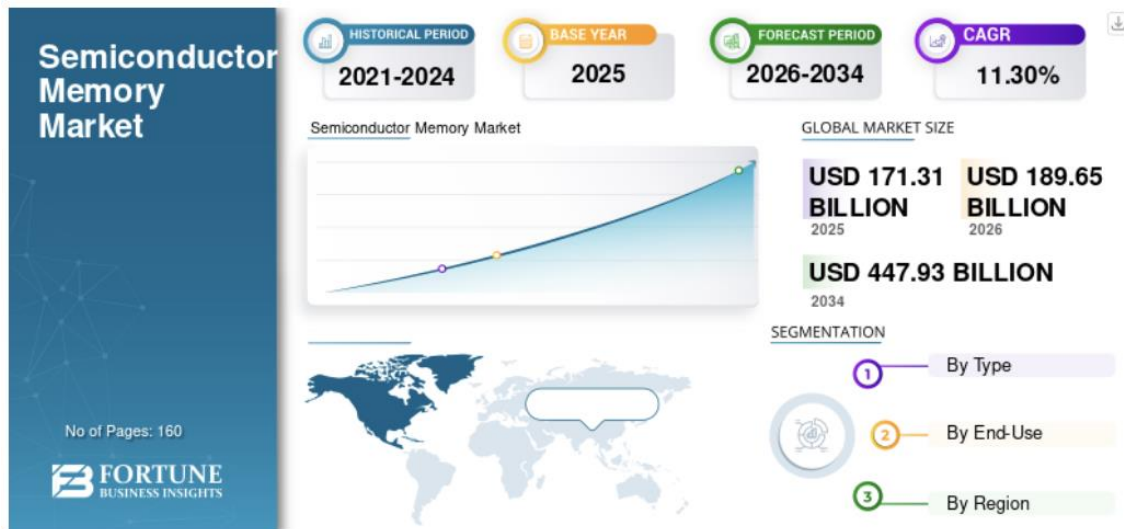 Semiconductor
Memory
Market
No of Pages: 160
FORTUNE
BUSINESS INSIGHTS
HISTORICAL PERIOD
2021-2024
BASE YEAR
2025
FORECAST PERIOD
2026-2034
CAGR
11.30%
Semiconductor Memory Market
GLOBAL MARKET SIZE
USD 171.31
BILLION
2025
USD 189.65
BILLION
2026
USD 447.93 BILLION
2034
SEGMENTATION
1
By Type
2
By End-Use
3
By Region